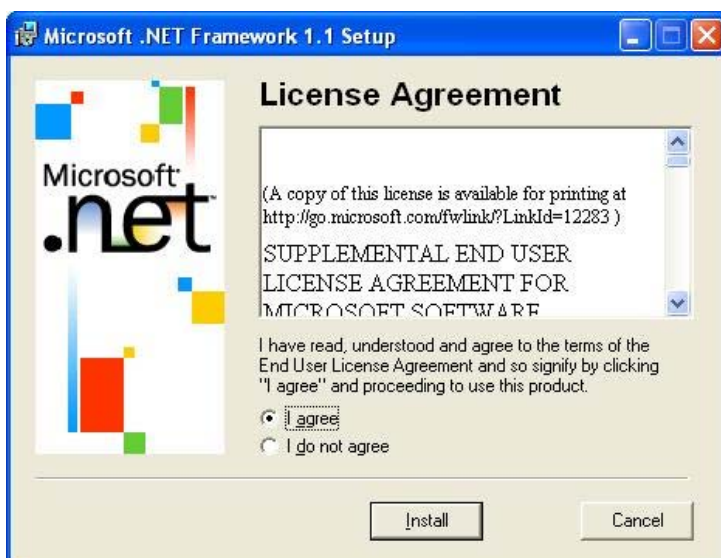 Microsoft .NET Framework 1.1 Setup
Microsoft
.net
License Agreement
(A copy of this license is available for printing at
http://go.microsoft.com/fwlink/?LinkId=12283 )
SUPPLEMENTAL END USER
LICENSE AGREEMENT FOR
MICROSOFT SOFTWARE
I have read, understood and agree to the terms of the
End User License Agreement and so signify by clicking
"I agree" and proceeding to use this product.
I agree
I do not agree
Install
Cancel